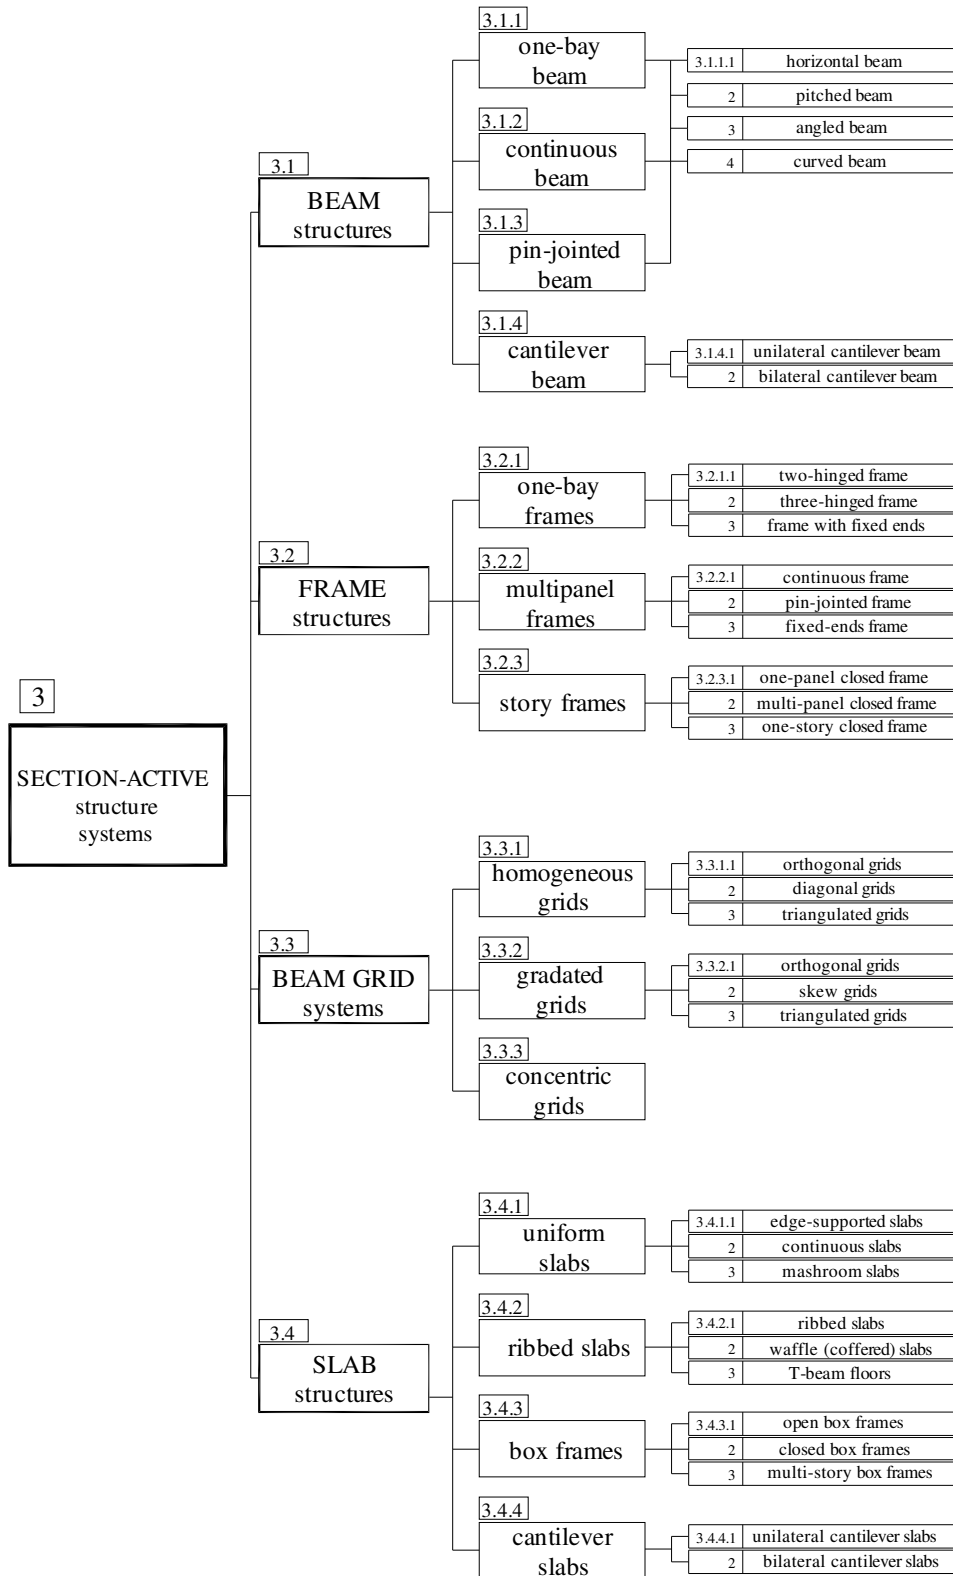 3
SECTION-ACTIVE
structure
systems
3.1
BEAM
structures
3.1.1
one-bay
beam
3.1.1.1 horizontal beam
2 pitched beam
3 angled beam
4 curved beam
3.1.2
continuous
beam
3.1.3
pin-jointed
beam
3.1.4
cantilever
beam
3.1.4.1 unilateral cantilever beam
2 bilateral cantilever beam
3.2
FRAME
structures
3.2.1
one-bay
frames
3.2.1.1 two-hinged frame
2 three-hinged frame
3 frame with fixed ends
3.2.2
multipanel
frames
3.2.2.1 continuous frame
2 pin-jointed frame
3 fixed-ends frame
3.2.3
story frames
3.2.3.1 one-panel closed frame
2 multi-panel closed frame
3 one-story closed frame
3.3
BEAM GRID
systems
3.3.1
homogeneous
grids
3.3.1.1 orthogonal grids
2 diagonal grids
3 triangulated grids
3.3.2
gradated
grids
3.3.2.1 orthogonal grids
2 skew grids
3 triangulated grids
3.3.3
concentric
grids
3.4
SLAB
structures
3.4.1
uniform
slabs
3.4.1.1 edge-supported slabs
2 continuous slabs
3 mashroom slabs
3.4.2
ribbed slabs
3.4.2.1 ribbed slabs
2 waffle (coffered) slabs
3 T-beam floors
3.4.3
box frames
3.4.3.1 open box frames
2 closed box frames
3 multi-story box frames
3.4.4
cantilever
slabs
3.4.4.1 unilateral cantilever slabs
2 bilateral cantilever slabs